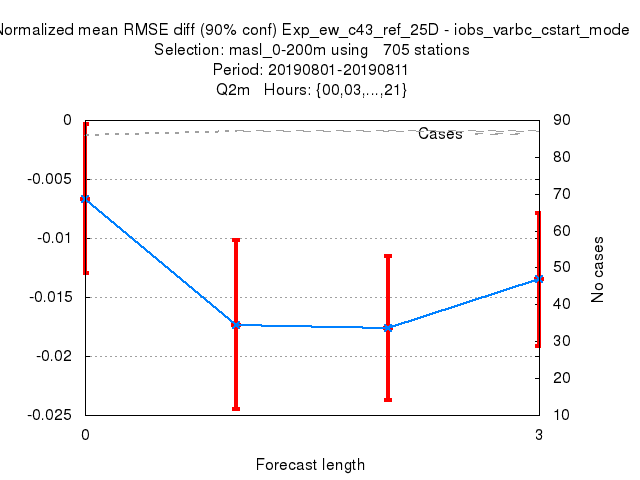 Normalized mean RMSE diff (90% conf) Exp_ew_c43_ref_25D - iobs_varbc_cstart_mode
Selection: masl_0-200m using 705 stations
Period: 20190801-20190811
Q2m Hours: {00,03,...,21}
0
-0.005
-0.01
-0.015
-0.02
-0.025
Cases
90
80
70
60
50
40
30
20
10
No cases
0
3
Forecast length